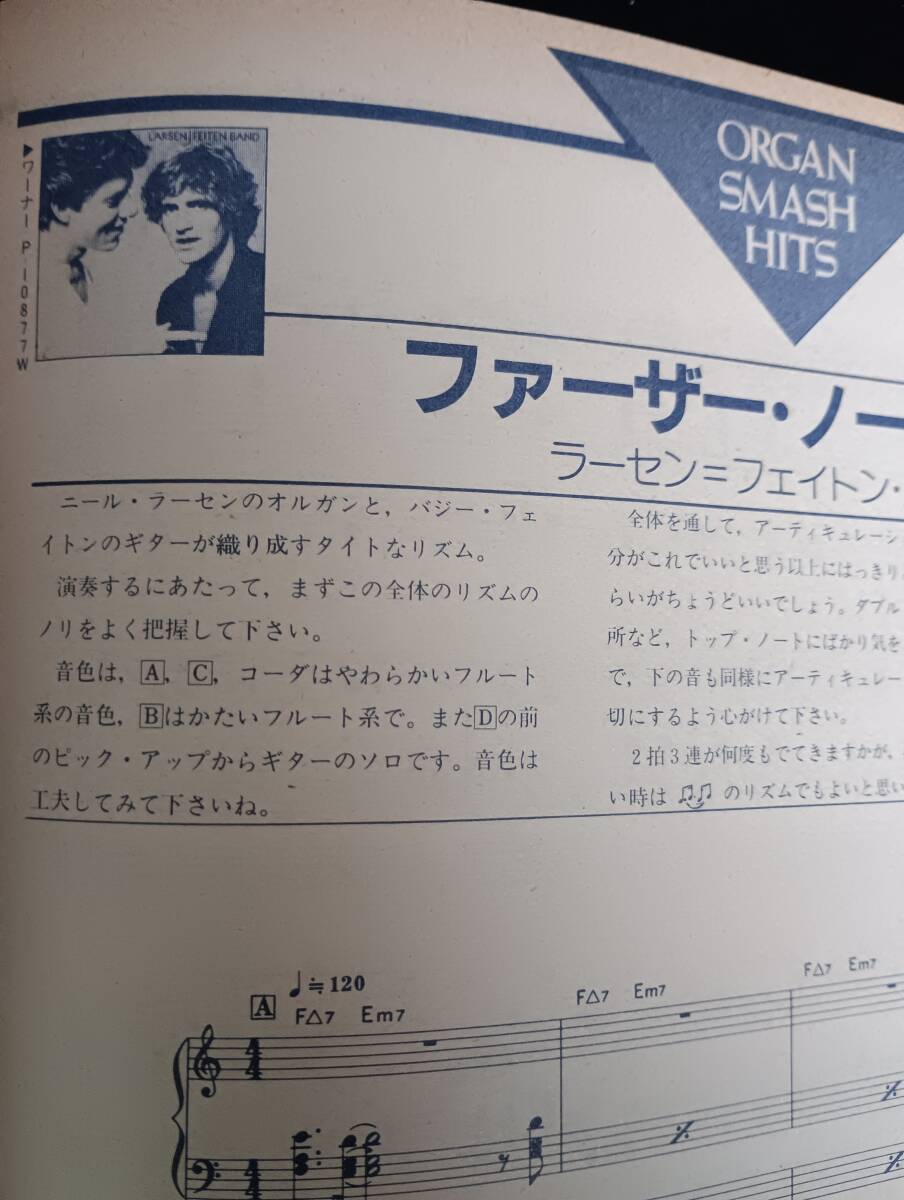 LARSEN/FEITEN BAND
▶ワーナー P-10877W
ORGAN
SMASH
HITS
ファーザー・ノー
ラーセン=フェイトン・
ニール・ラーセンのオルガンと，バジー・フェ
イトンのギターが織り成すタイトなリズム。
演奏するにあたって，まずこの全体のリズムの
ノリをよく把握して下さい。
音色は，A，C，コーダはやわらかいフルート
系の音色，Bはかたいフルート系で。またDの前
のピック・アップからギターのソロです。音色は
工夫してみて下さいね。
全体を通して，アーティキュレーシ
分がこれでいいと思う以上にはっきり
らいがちょうどいいでしょう。ダブル
所など，トップ・ノートにばかり気を
で，下の音も同様にアーティキュレー
切にするよう心がけて下さい。
2拍3連が何度もでてきますかが，
い時は ♫♫ のリズムでもよいと思い
♩≒120
A F△7 Em7 F△7 Em7 F△7 Em7
4
4
4
4